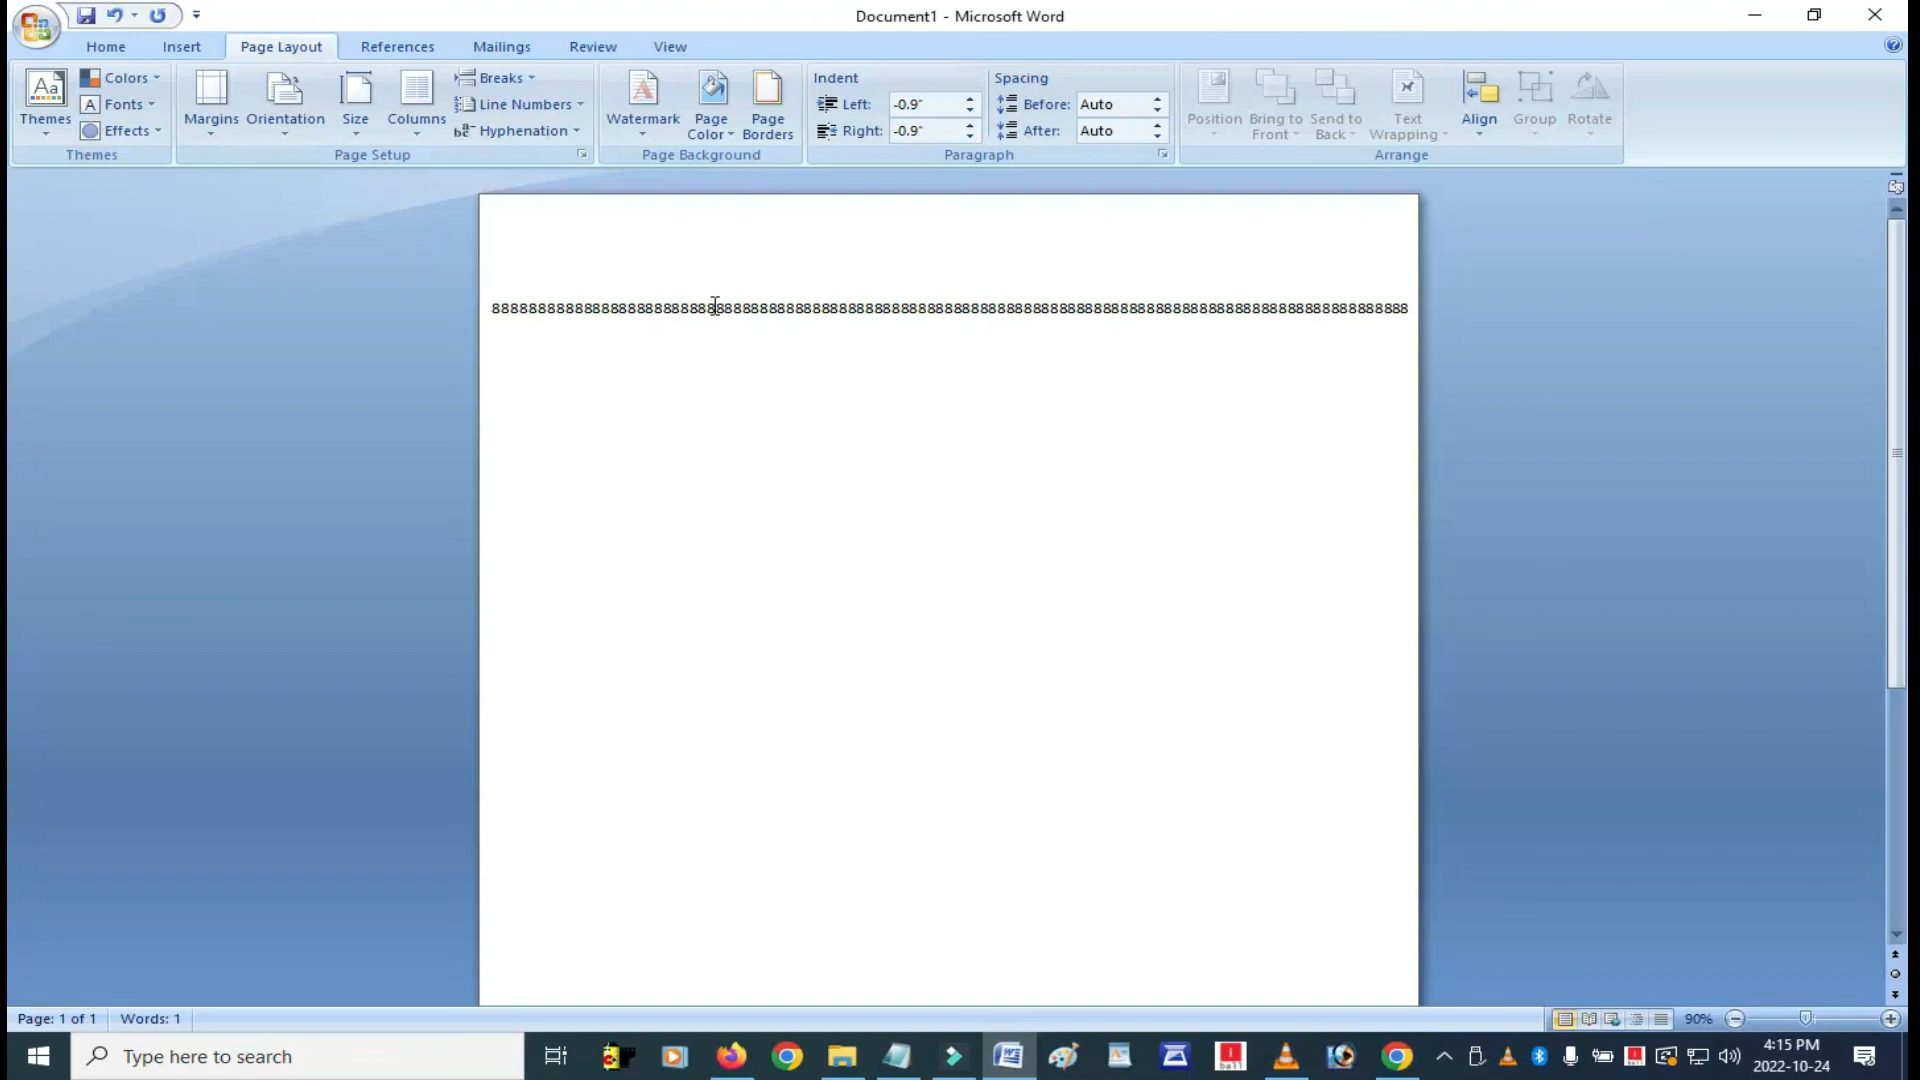 Document1 - Microsoft Word
Home Insert Page Layout References Mailings Review View
Aa Colors Breaks Indent Spacing
A Fonts Line Numbers Left: -0.9" Before: Auto
Themes Margins Orientation Size Columns Watermark Page Color Page Borders Position Bring to Front Send to Back Text Wrapping Align Group Rotate
Effects Hyphenation Right: -0.9" After: Auto
Themes Page Setup Page Background Paragraph Arrange
Page: 1 of 1 Words: 1 90%
Type here to search
4:15 PM
2022-10-24